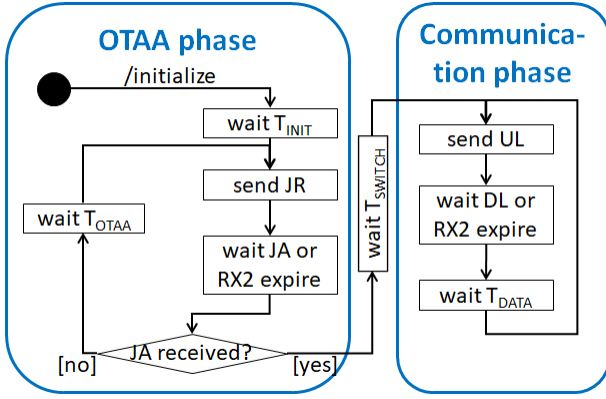 OTAA phase
/initialize
wait TINIT
send JR
wait TOTAA
wait JA or
RX2 expire
JA received?
[no]
[yes]
wait TSWITCH
Communica-
tion phase
send UL
wait DL or
RX2 expire
wait TDATA